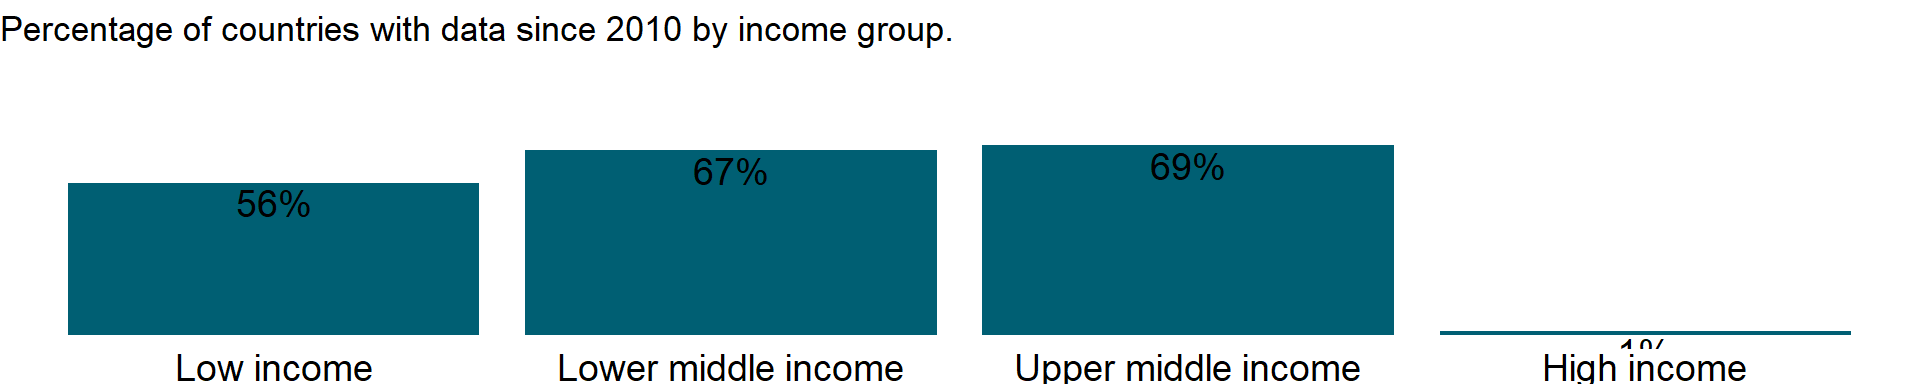 Percentage of countries with data since 2010 by income group.
56%
67%
69%
1%
Low income
Lower middle income
Upper middle income
High income